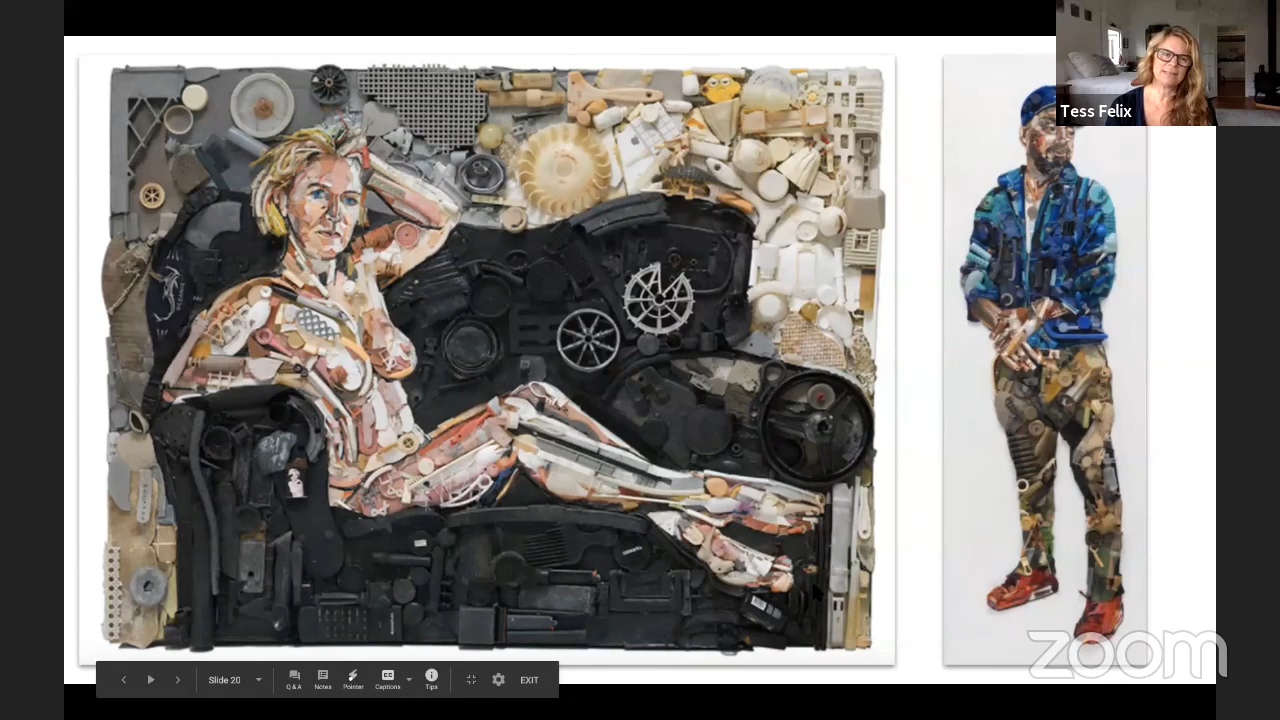 Tess Felix
Slide 20
Q & A
Notes
Pointer
Captions
Tips
EXIT
zoom